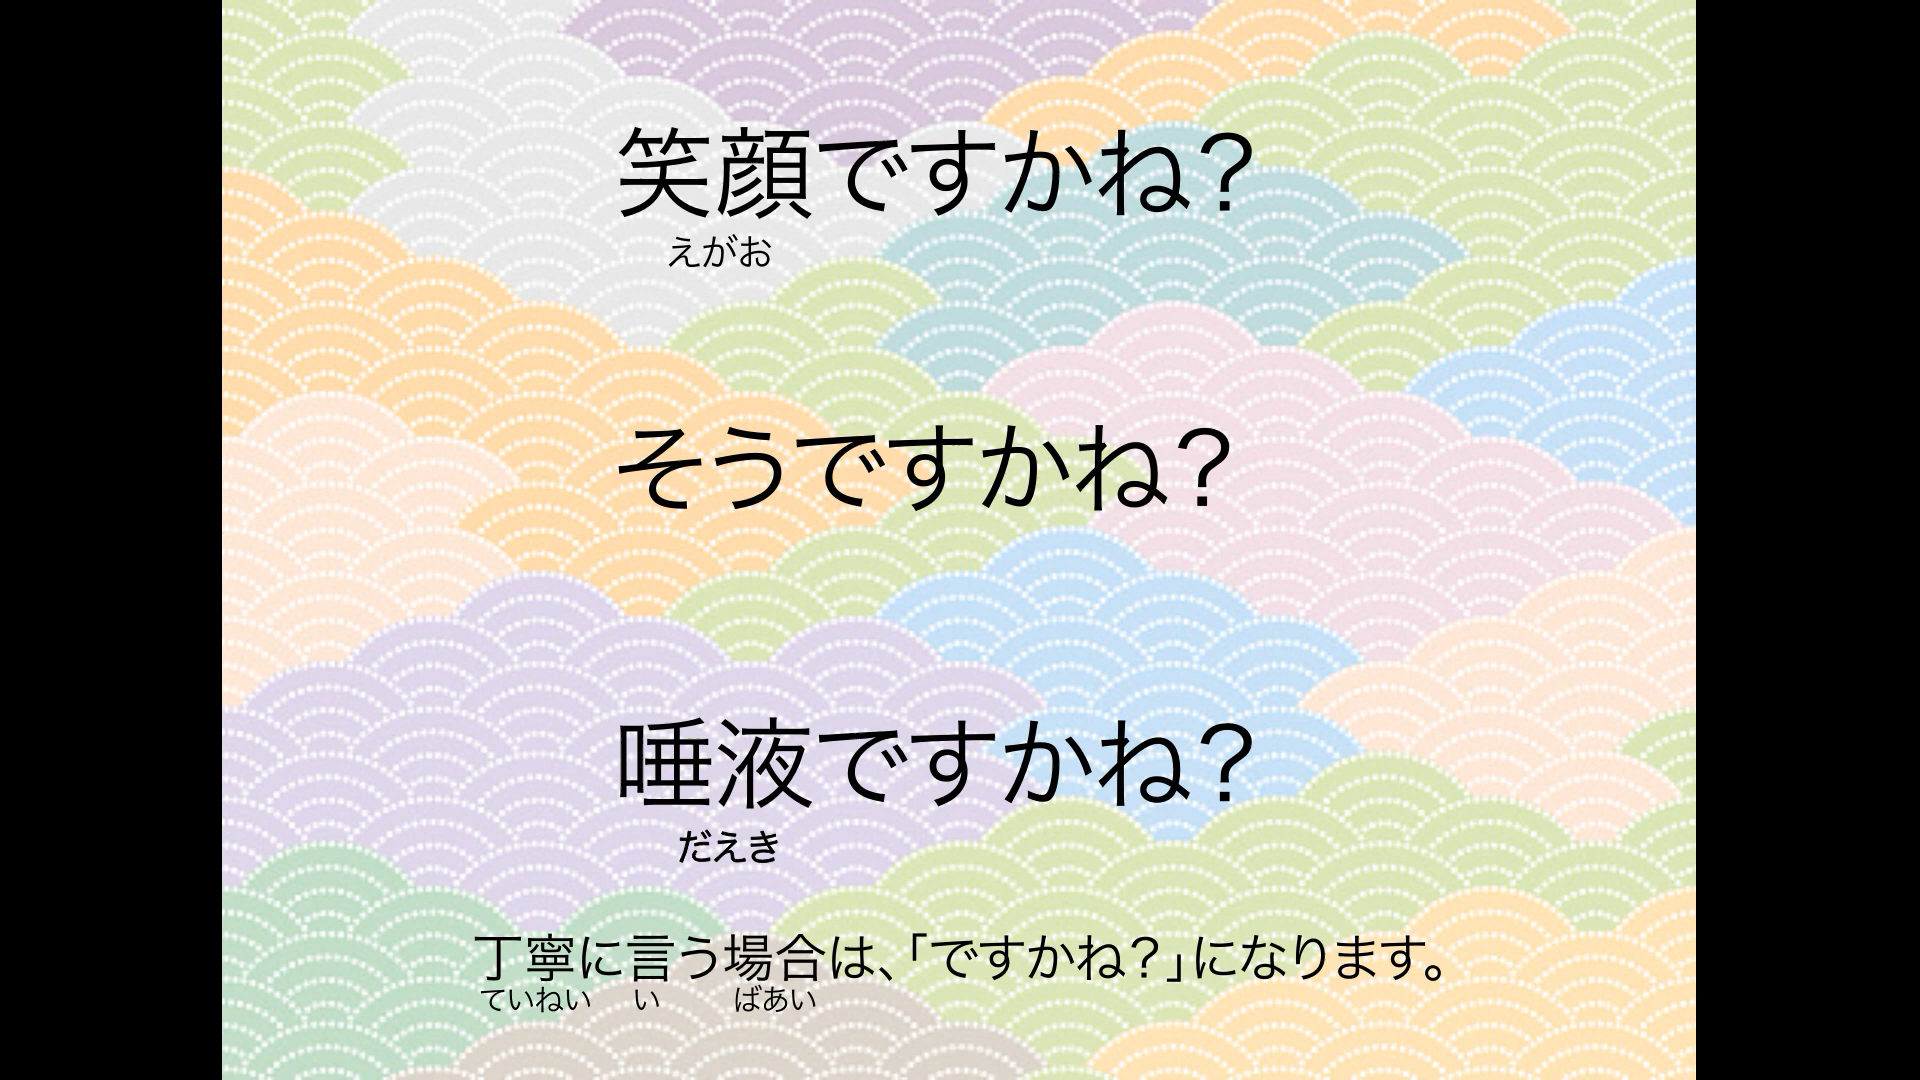 笑顔ですかね？
えがお
そうですかね？
唾液ですかね？
だえき
丁寧に言う場合は、「ですかね？」になります。
ていねい い ばあい